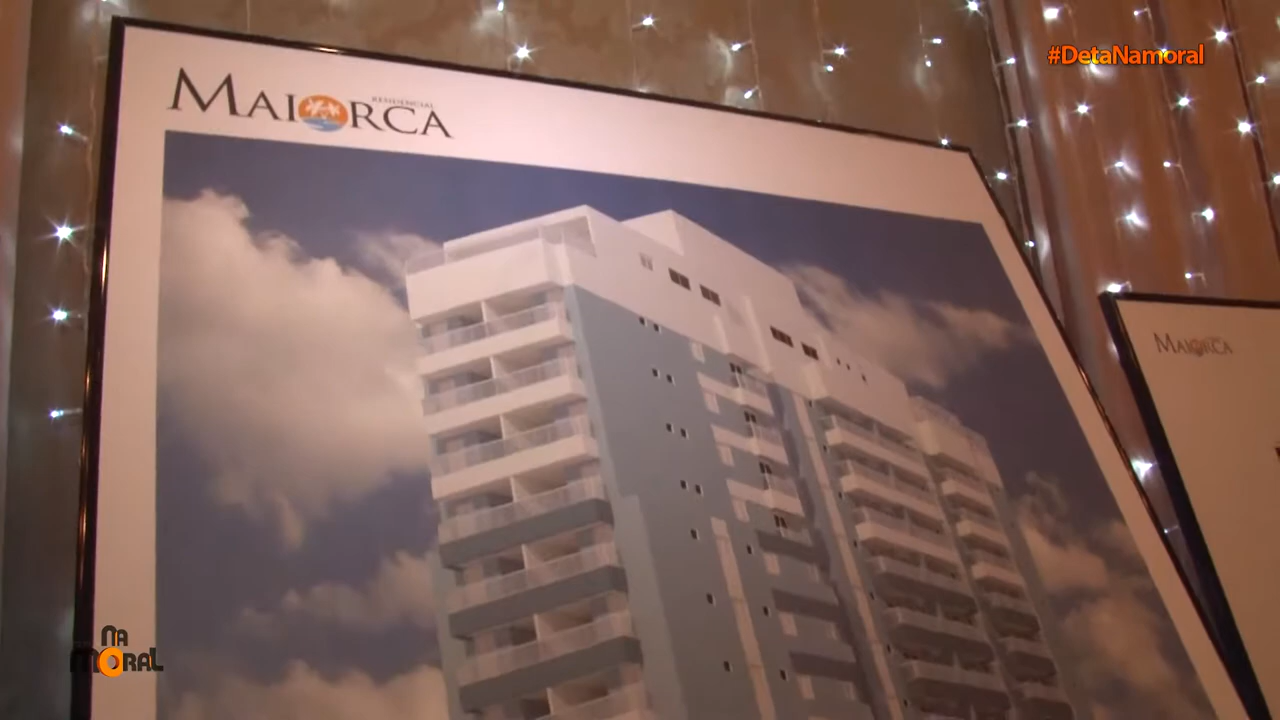 #DetaNamoral
RESIDENCIAL
MAIORCA
MAIORCA
NA
MORAL